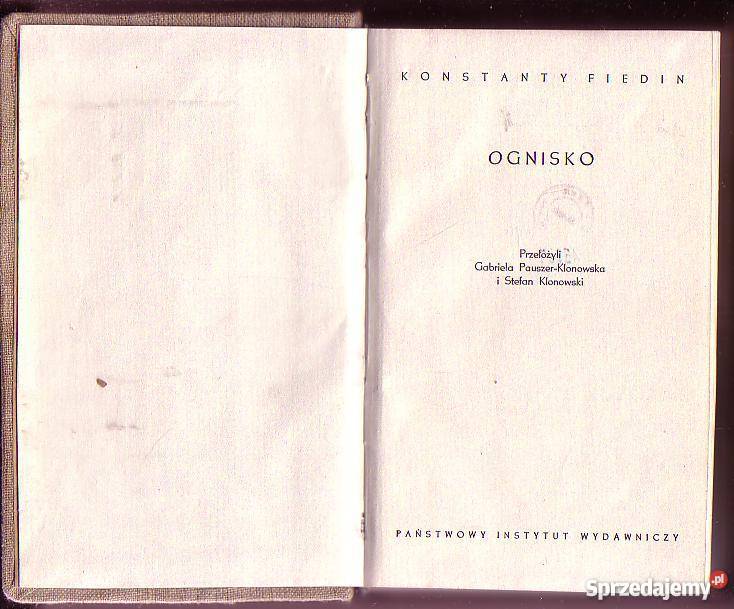 KONSTANTY FIEDIN
OGNISKO
Przełożyli
Gabriela Pauszer-Klonowska
i Stefan Klonowski
PAŃSTWOWY INSTYTUT WYDAWNICZY
Sprzedajemy.pl